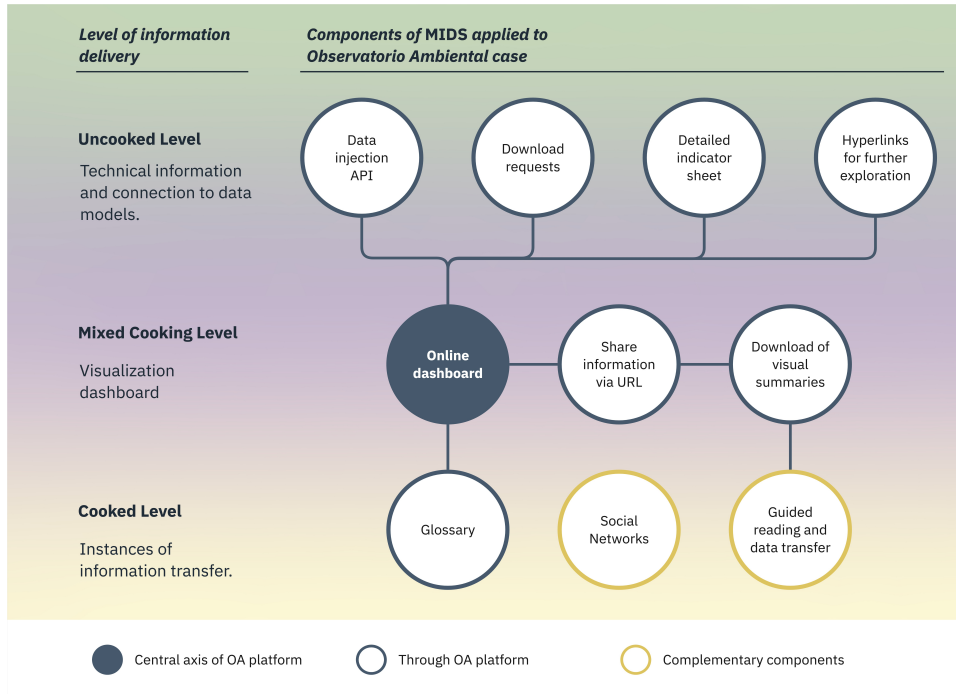 Level of information
delivery
Components of MIDS applied to
Observatorio Ambiental case
Uncooked Level
Technical information
and connection to data
models.
Data
injection
API
Download
requests
Detailed
indicator
sheet
Hyperlinks
for further
exploration
Mixed Cooking Level
Visualization
dashboard
Online
dashboard
Share
information
via URL
Download of
visual
summaries
Cooked Level
Instances of
information transfer.
Glossary
Social
Networks
Guided
reading and
data transfer
Central axis of OA platform
Through OA platform
Complementary components